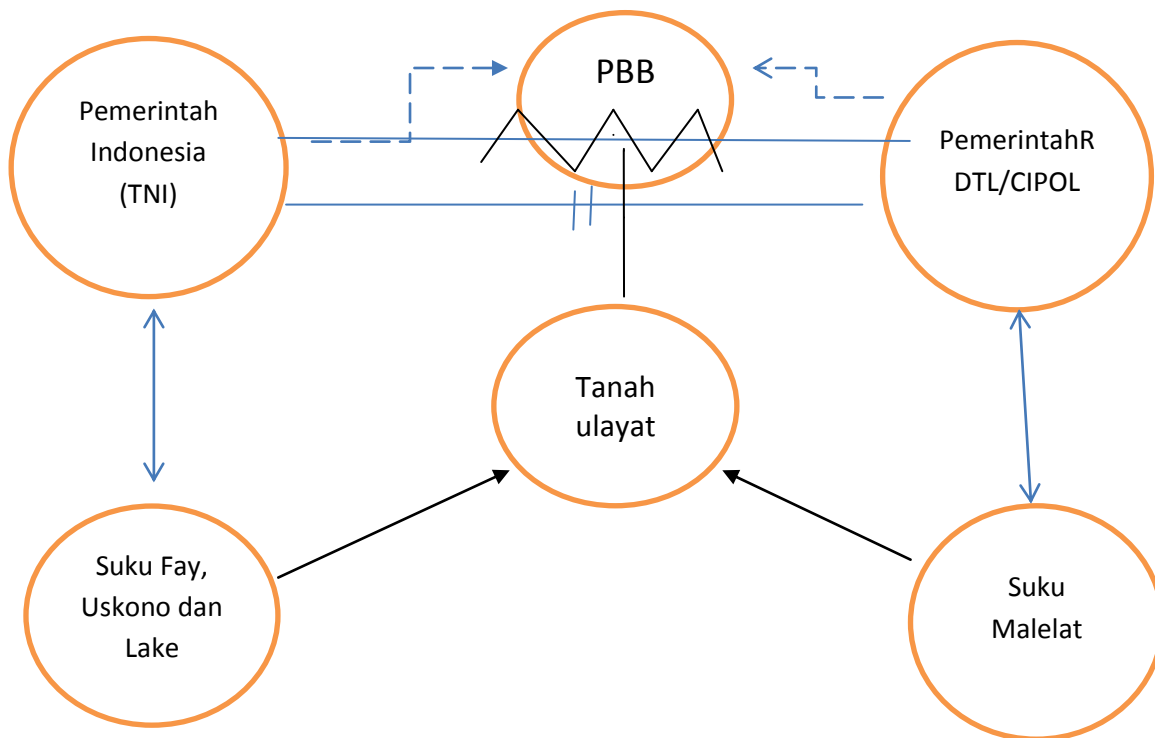 PBB
Pemerintah
Indonesia
(TNI)
PemerintahR
DTL/CIPOL
Tanah
ulayat
Suku Fay,
Uskono dan
Lake
Suku
Malelat